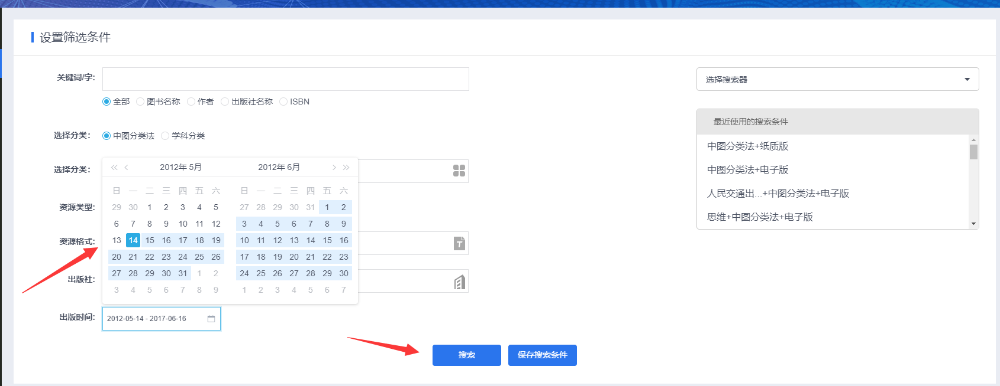 设置筛选条件
关键词/字:
全部 图书名称 作者 出版社名称 ISBN
选择分类:
中图分类法 学科分类
选择分类:
2012年 5月 2012年 6月
日 一 二 三 四 五 六 日 一 二 三 四 五 六
29 30 1 2 3 4 5 27 28 29 30 31 1 2
6 7 8 9 10 11 12 3 4 5 6 7 8 9
13 14 15 16 17 18 19 10 11 12 13 14 15 16
20 21 22 23 24 25 26 17 18 19 20 21 22 23
27 28 29 30 31 1 2 24 25 26 27 28 29 30
3 4 5 6 7 8 9 1 2 3 4 5 6 7
资源类型:
资源格式:
T
出版社:
出版时间:
2012-05-14 - 2017-06-16
搜索 保存搜索条件
选择搜索器
最近使用的搜索条件
中图分类法+纸质版
中图分类法+电子版
人民交通出...+中图分类法+电子版
思维+中图分类法+电子版